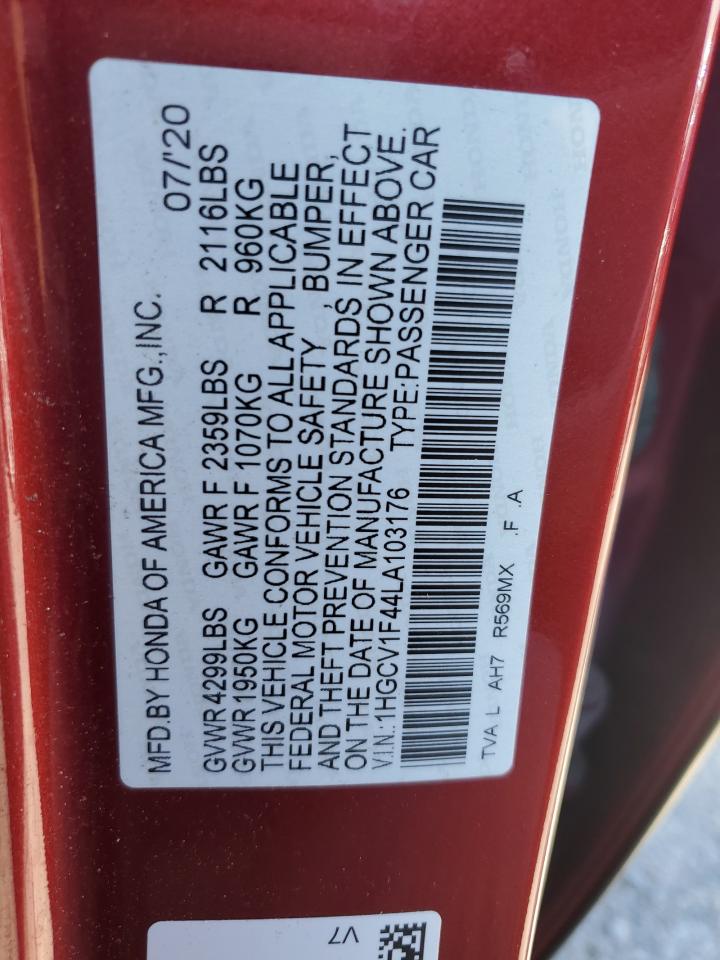 MFD.BY HONDA OF AMERICA MFG.,INC. 07/'20
GVWR 4299LBS GAWR F 2359LBS R 2116LBS
GVWR 1950KG GAWR F 1070KG R 960KG
THIS VEHICLE CONFORMS TO ALL APPLICABLE
FEDERAL MOTOR VEHICLE SAFETY , BUMPER,
AND THEFT PREVENTION STANDARDS IN EFFECT
ON THE DATE OF MANUFACTURE SHOWN ABOVE.
V.I.N.:1HGCV1F44LA103176 TYPE:PASSENGER CAR
TVA L AH7 R569MX .F .A
V7